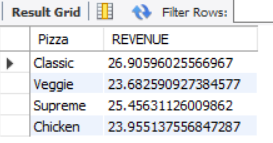 Result Grid Filter Rows:
Pizza REVENUE
Classic 26.90596025566967
Veggie 23.682590927384577
Supreme 25.45631126009862
Chicken 23.955137556847287